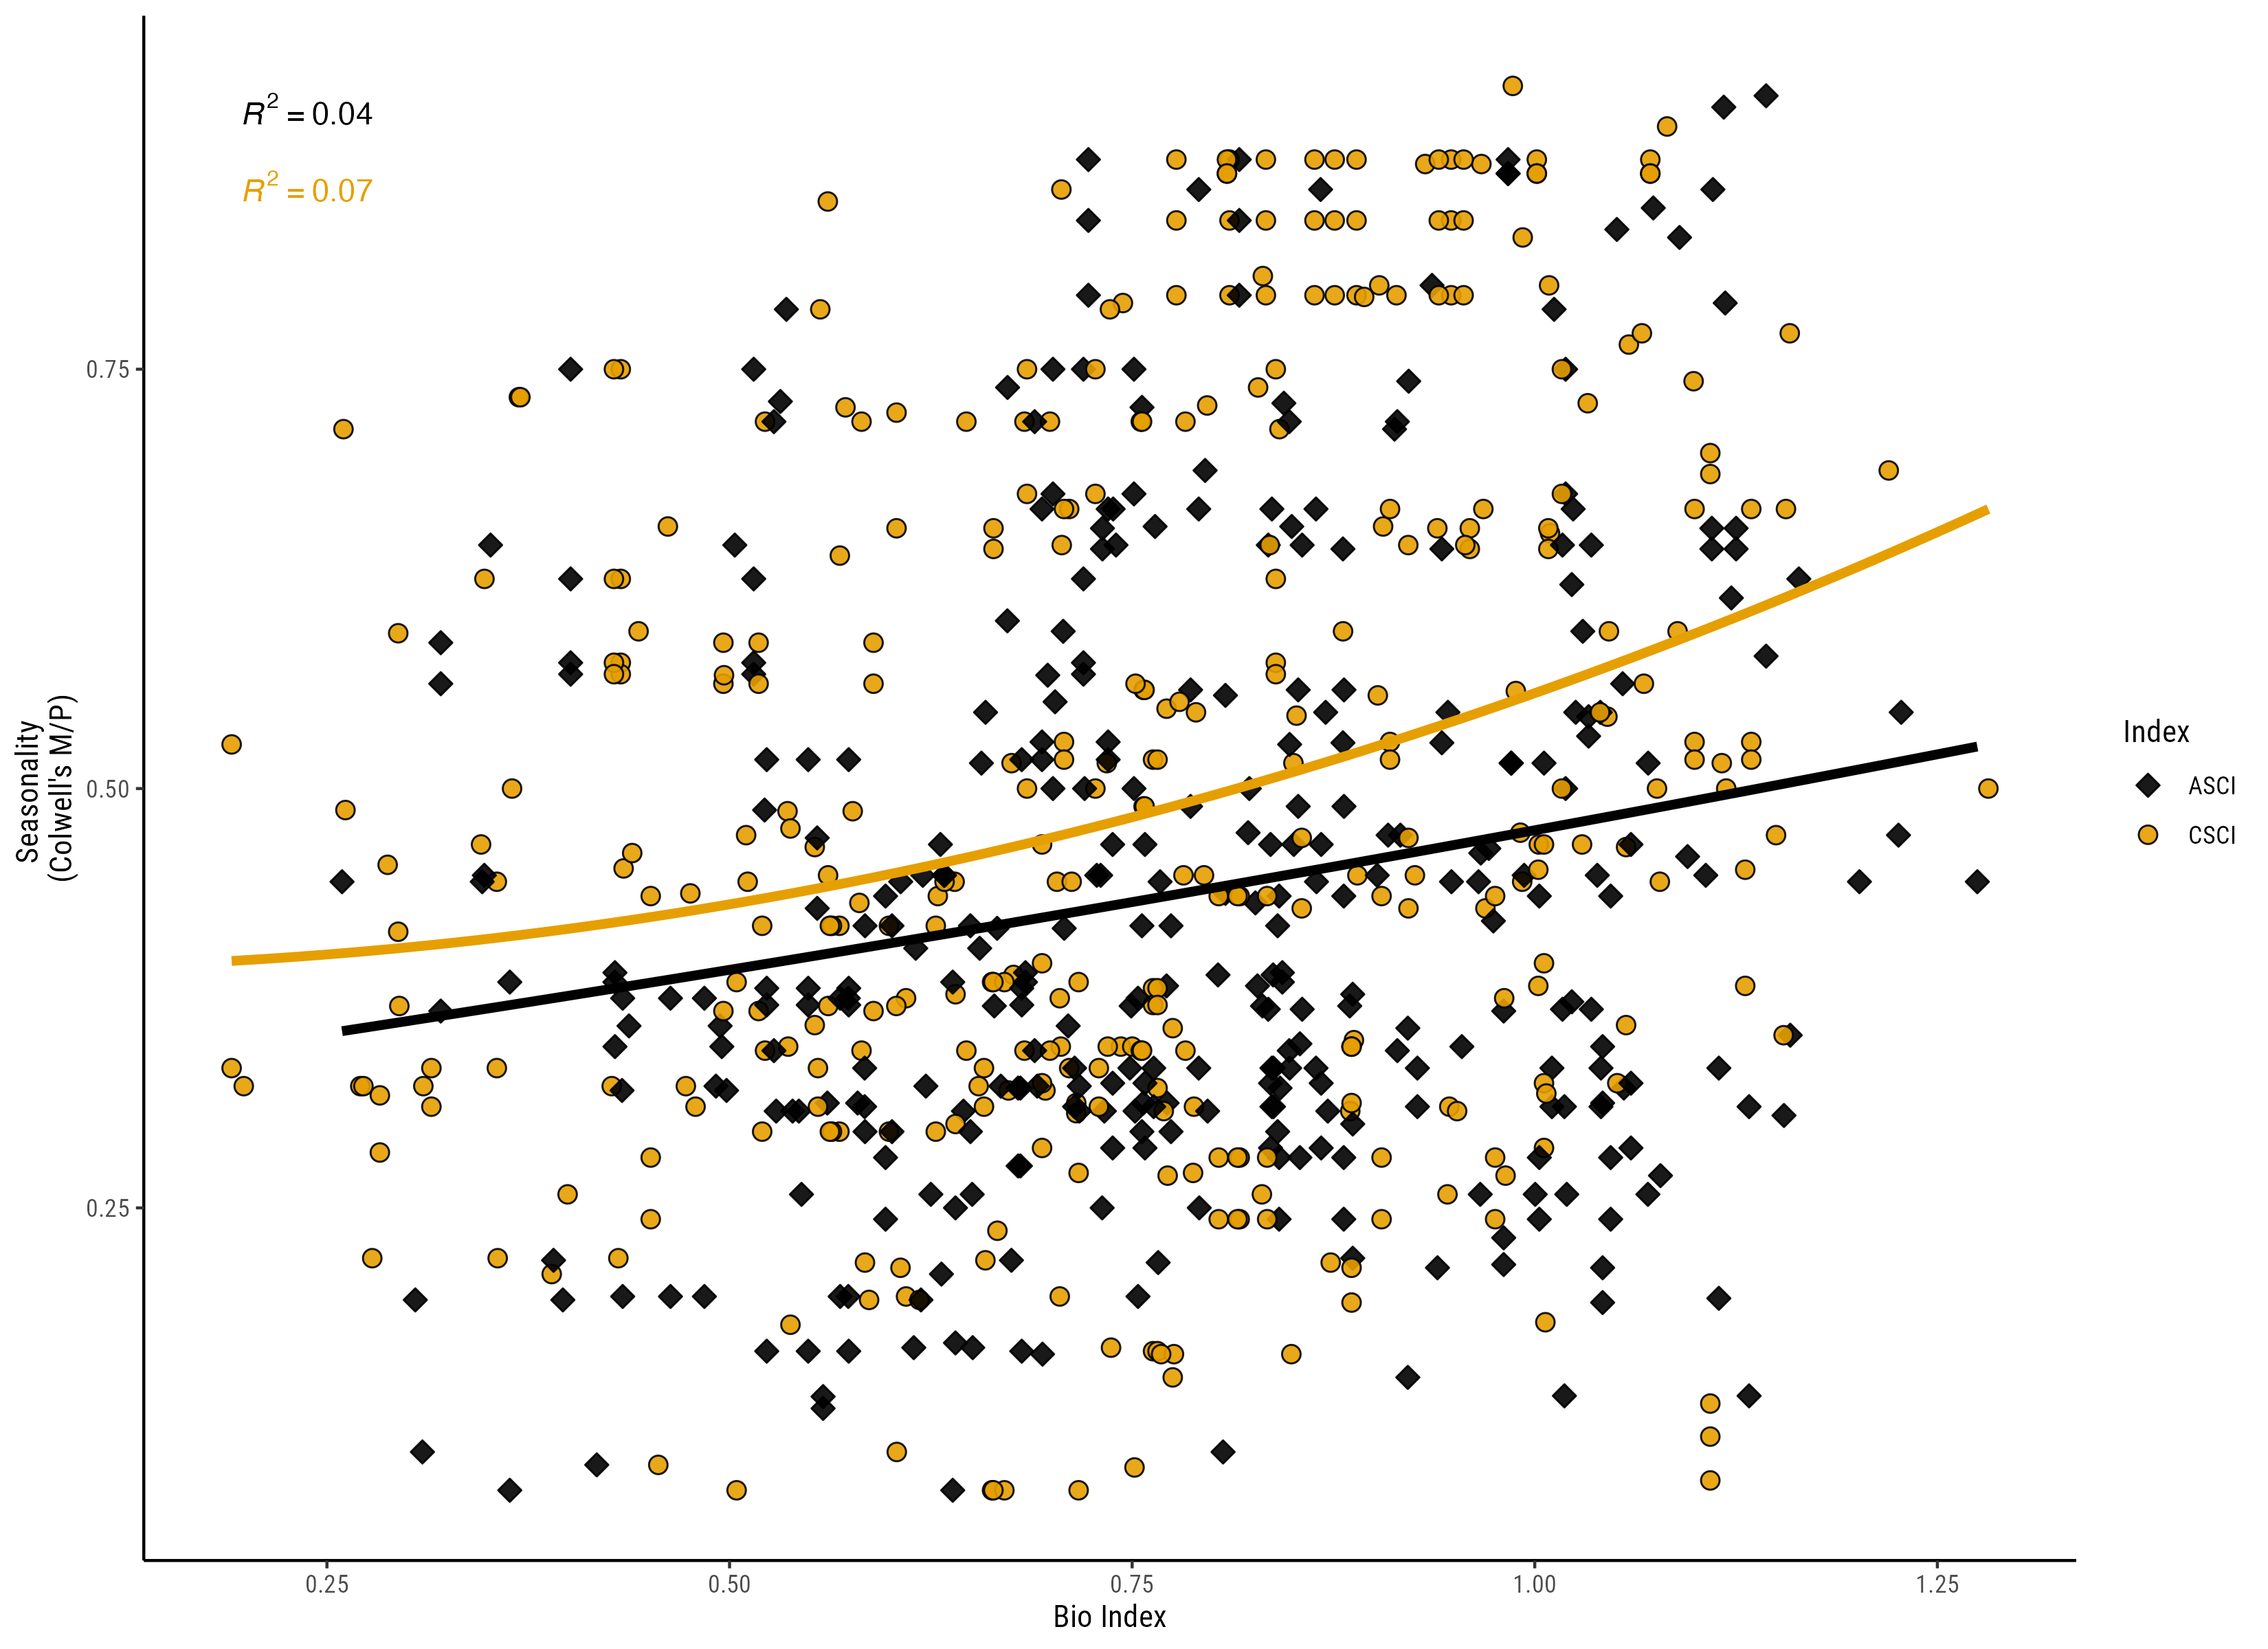 R² = 0.04
R² = 0.07
Seasonality
(Colwell's M/P)
0.75
0.50
0.25
0.25 0.50 0.75 1.00 1.25
Bio Index
Index
ASCI
CSCI